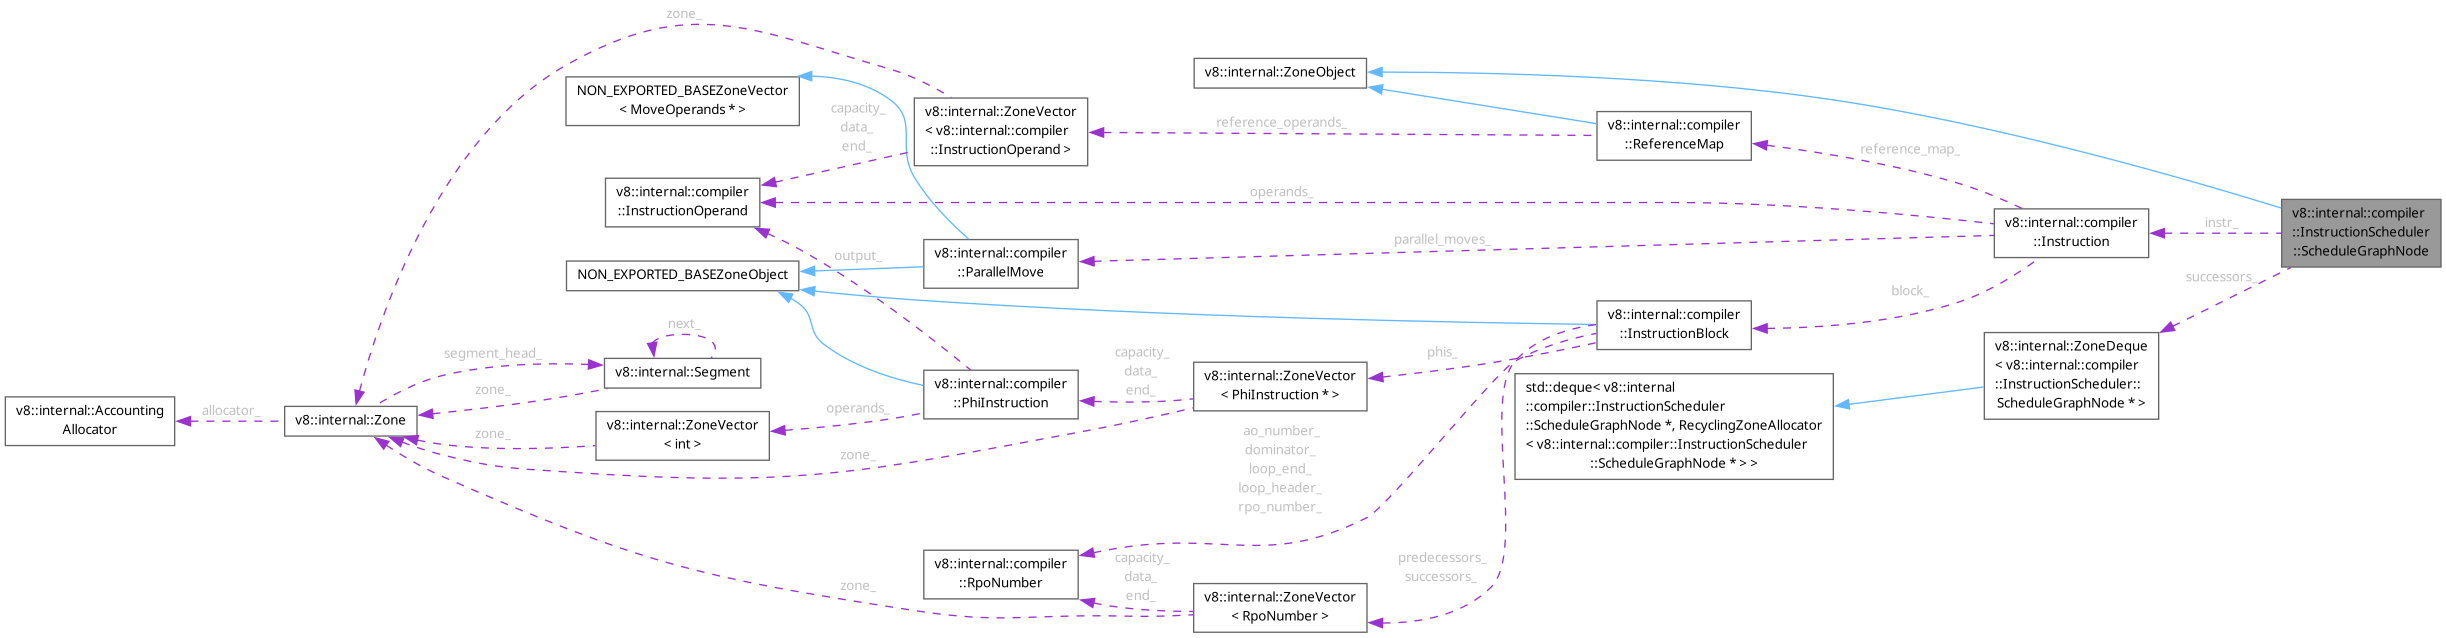 zone_
NON_EXPORTED_BASEZoneVector
< MoveOperands * >
capacity_
data_
end_
v8::internal::ZoneVector
< v8::internal::compiler
::InstructionOperand >
v8::internal::ZoneObject
reference_operands_
v8::internal::compiler
::ReferenceMap
reference_map_
v8::internal::compiler
::InstructionOperand
operands_
v8::internal::compiler
::Instruction
instr_
v8::internal::compiler
::InstructionScheduler
::ScheduleGraphNode
output_
v8::internal::compiler
::ParallelMove
parallel_moves_
NON_EXPORTED_BASEZoneObject
block_
successors_
v8::internal::compiler
::InstructionBlock
next_
segment_head_
zone_
v8::internal::Segment
v8::internal::compiler
::PhiInstruction
capacity_
data_
end_
v8::internal::ZoneVector
< PhiInstruction * >
phis_
v8::internal::ZoneDeque
< v8::internal::compiler
::InstructionScheduler::
ScheduleGraphNode * >
std::deque< v8::internal
::compiler::InstructionScheduler
::ScheduleGraphNode *, RecyclingZoneAllocator
< v8::internal::compiler::InstructionScheduler
::ScheduleGraphNode * > >
v8::internal::Accounting
Allocator
allocator_
v8::internal::Zone
zone_
v8::internal::ZoneVector
< int >
operands_
zone_
ao_number_
dominator_
loop_end_
loop_header_
rpo_number_
v8::internal::compiler
::RpoNumber
zone_
capacity_
data_
end_
v8::internal::ZoneVector
< RpoNumber >
predecessors_
successors_